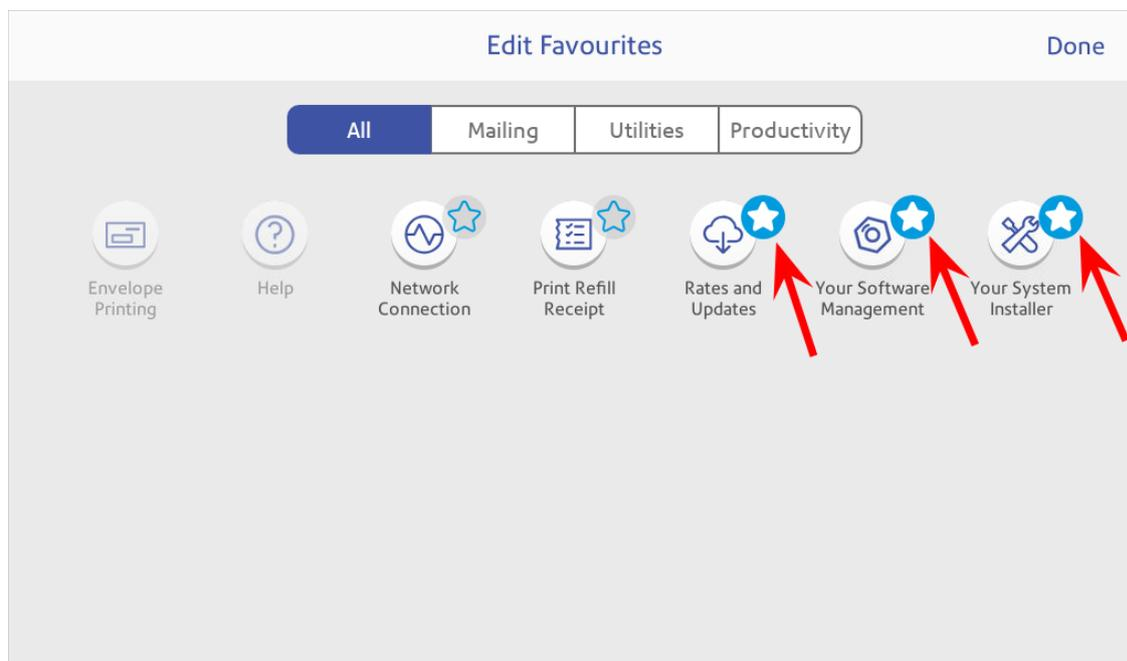 Edit Favourites
Done
All
Mailing
Utilities
Productivity
Envelope
Printing
Help
Network
Connection
Print Refill
Receipt
Rates and
Updates
Your Software
Management
Your System
Installer